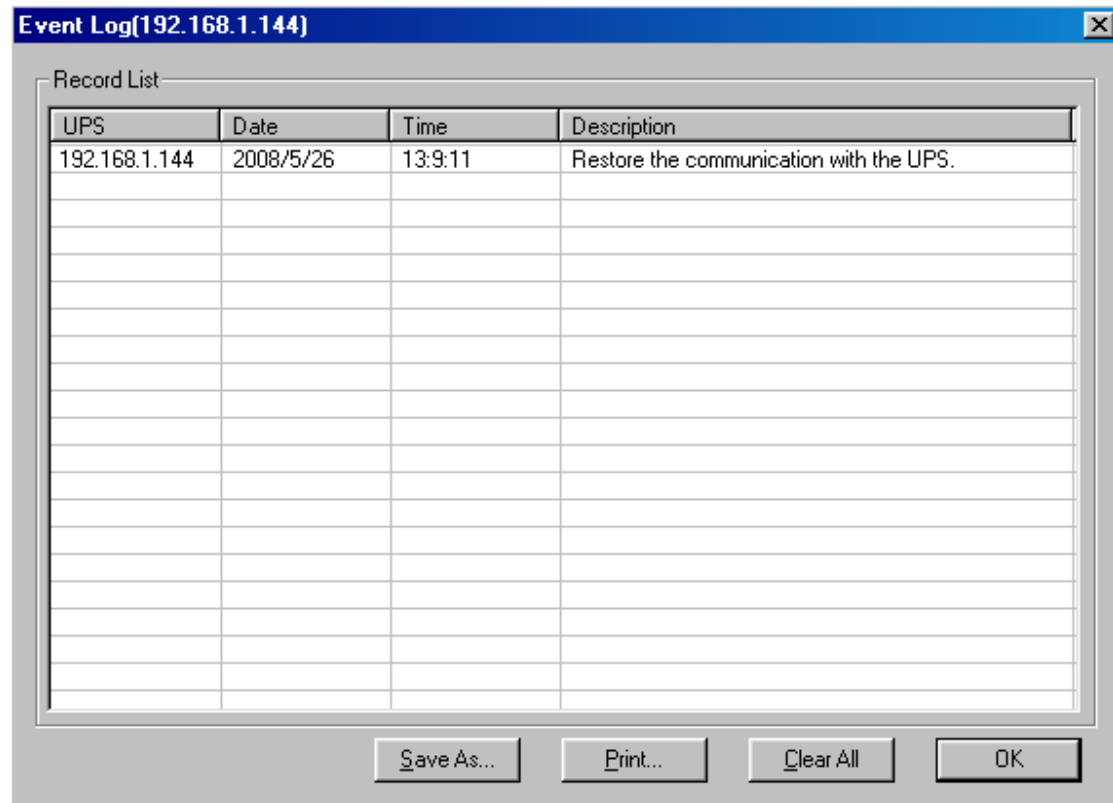 Event Log(192.168.1.144)
Record List
UPS Date Time Description
192.168.1.144 2008/5/26 13:9:11 Restore the communication with the UPS.
Save As... Print... Clear All OK